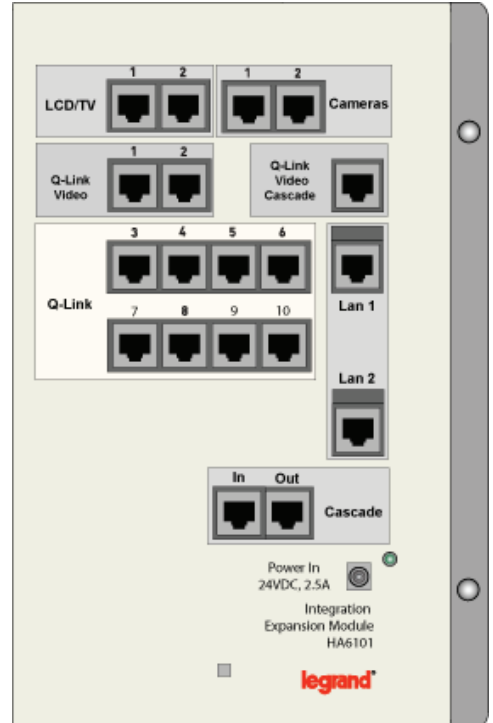 1 2
LCD/TV
1 2
Cameras
1 2
Q-Link
Video
Q-Link
Video
Cascade
3 4 5 6
Q-Link
7 8 9 10
Lan 1
Lan 2
In Out
Cascade
Power In
24VDC, 2.5A
Integration
Expansion Module
HA6101
legrand®